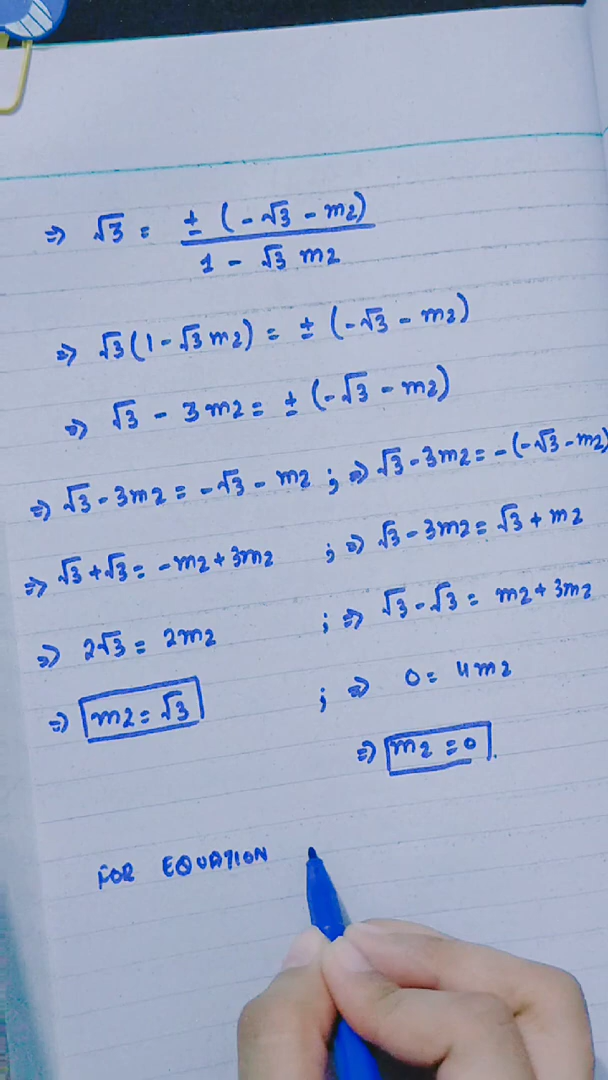 ⇒ √3 = ± (-√3 - m2) / 1 - √3 m2
⇒ √3(1-√3m2) = ± (-√3 - m2)
⇒ √3 - 3m2 = ± (-√3 - m2)
⇒ √3 - 3m2 = -√3 - m2 ; ⇒ √3 - 3m2 = -(-√3 - m2)
⇒ √3 + √3 = -m2 + 3m2 ; ⇒ √3 - 3m2 = √3 + m2
⇒ 2√3 = 2m2 ; ⇒ √3 - √3 = m2 + 3m2
⇒ m2 = √3 ; ⇒ 0 = 4m2
⇒ m2 = 0.
FOR EQUATION